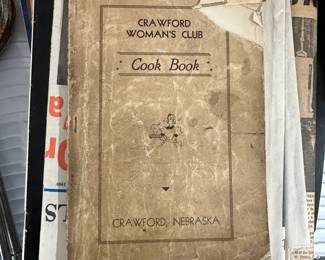 CRAWFORD
WOMAN'S CLUB
: Cook Book :
CRAWFORD, NEBRASKA